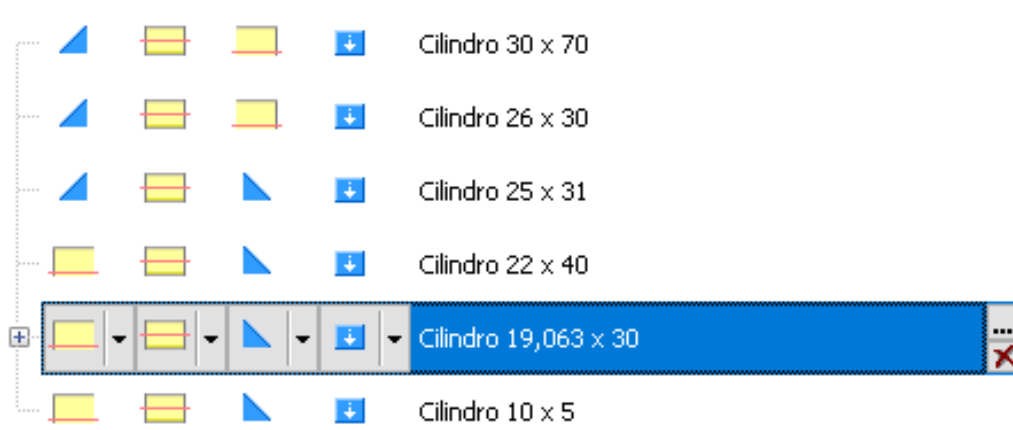 Cilindro 30 x 70
Cilindro 26 x 30
Cilindro 25 x 31
Cilindro 22 x 40
Cilindro 19,063 x 30
Cilindro 10 x 5